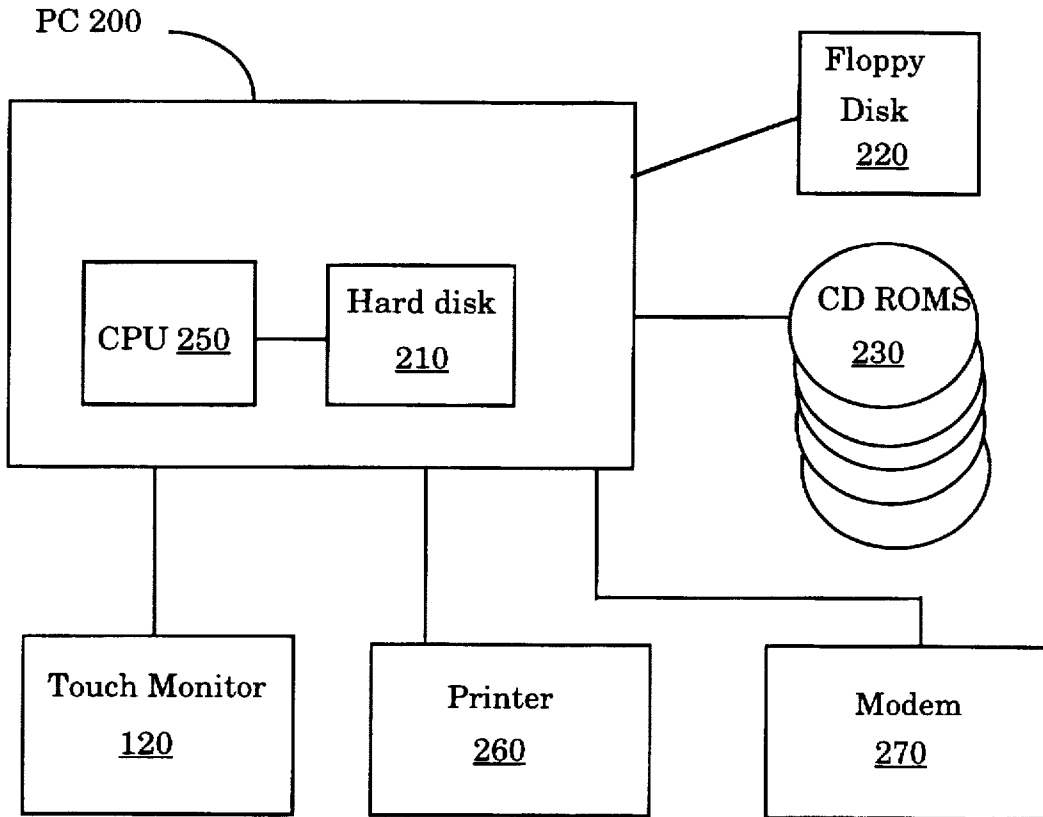 PC 200
Floppy
Disk
220
CPU 250
Hard disk
210
CD ROMS
230
Touch Monitor
120
Printer
260
Modem
270